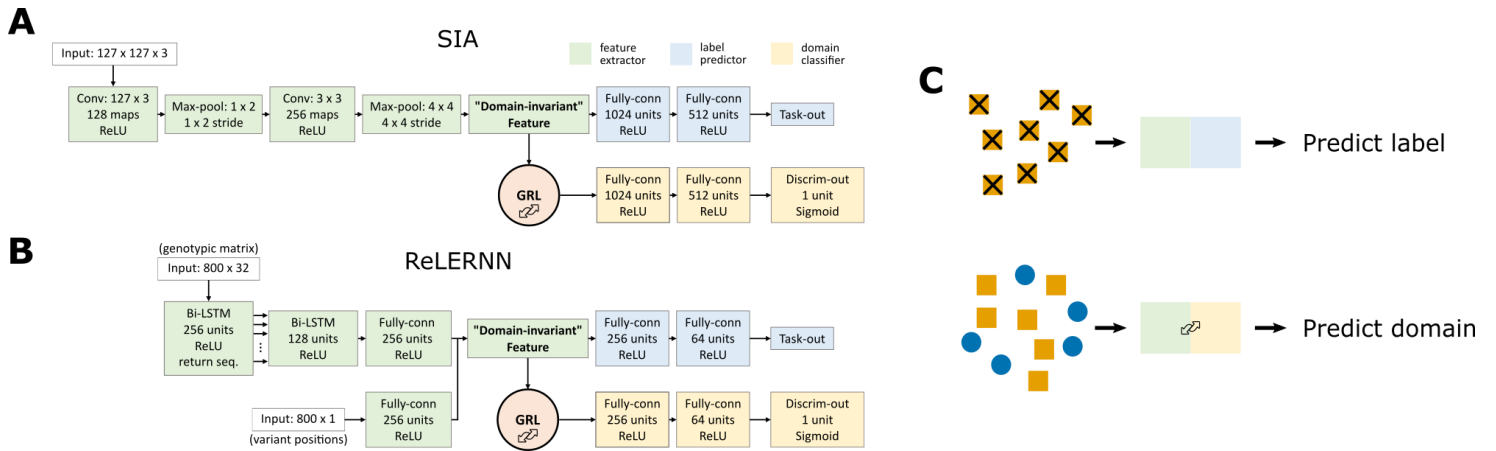 A
SIA
Input: 127 x 127 x 3
feature
extractor
label
predictor
domain
classifier
Conv: 127 x 3
128 maps
ReLU
Max-pool: 1 x 2
1 x 2 stride
Conv: 3 x 3
256 maps
ReLU
Max-pool: 4 x 4
4 x 4 stride
"Domain-invariant"
Feature
Fully-conn
1024 units
ReLU
Fully-conn
512 units
ReLU
Task-out
GRL
Fully-conn
1024 units
ReLU
Fully-conn
512 units
ReLU
Discrim-out
1 unit
Sigmoid
B
ReLERNN
(genotypic matrix)
Input: 800 x 32
Bi-LSTM
256 units
ReLU
return seq.
Bi-LSTM
128 units
ReLU
Fully-conn
256 units
ReLU
"Domain-invariant"
Feature
Fully-conn
256 units
ReLU
Fully-conn
64 units
ReLU
Task-out
Input: 800 x 1
(variant positions)
Fully-conn
256 units
ReLU
GRL
Fully-conn
256 units
ReLU
Fully-conn
64 units
ReLU
Discrim-out
1 unit
Sigmoid
C
Predict label
Predict domain